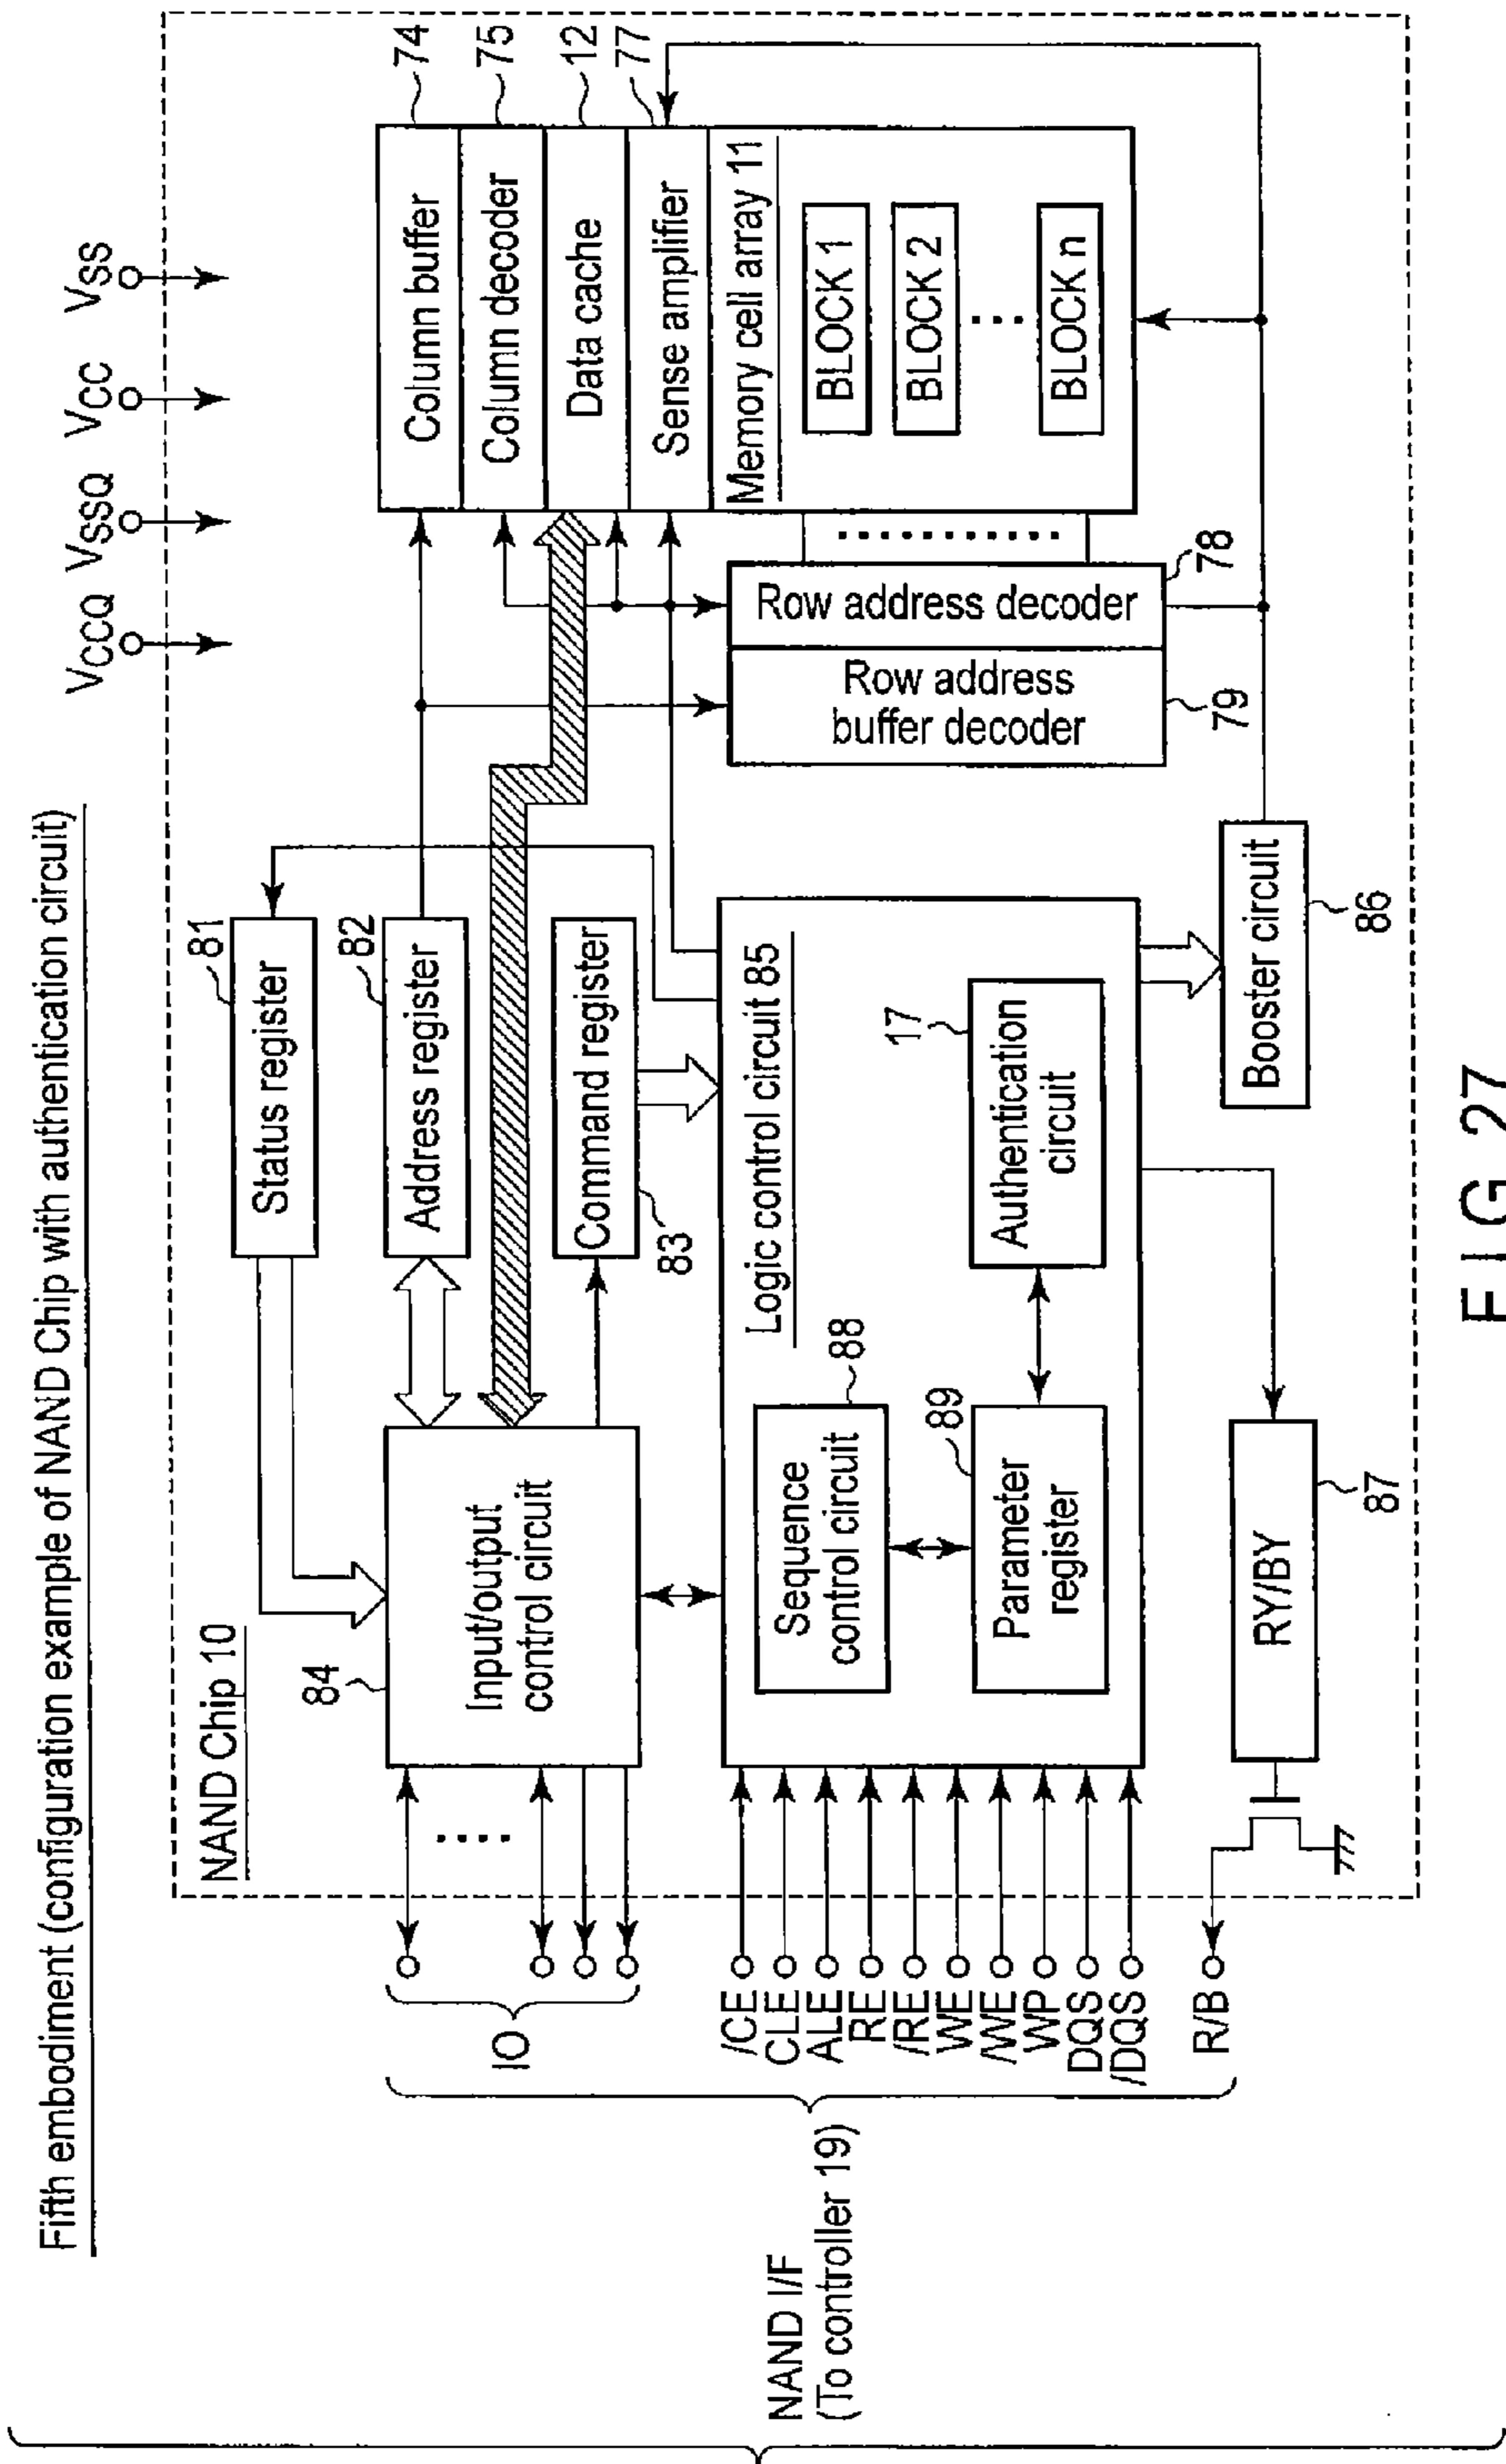 Fifth embodiment (configuration example of NAND Chip with authentication circuit)
VCCQ
VSSQ
VCC
VSS
NAND Chip 10
81
Status register
82
Address register
Command register
83
84
Input/output
control circuit
Column buffer
74
Column decoder
75
Data cache
12
Sense amplifier
77
Memory cell array 11
BLOCK 1
BLOCK 2
BLOCK n
Row address decoder
78
Row address
buffer decoder
79
Logic control circuit 85
Sequence
control circuit
88
89
Parameter
register
17
Authentication
circuit
Booster circuit
86
RY/BY
87
IO
/CE
CLE
ALE
RE
/RE
WE
/WE
WP
DQS
/DQS
R/B
NAND I/F
(To controller 19)
FIG. 27